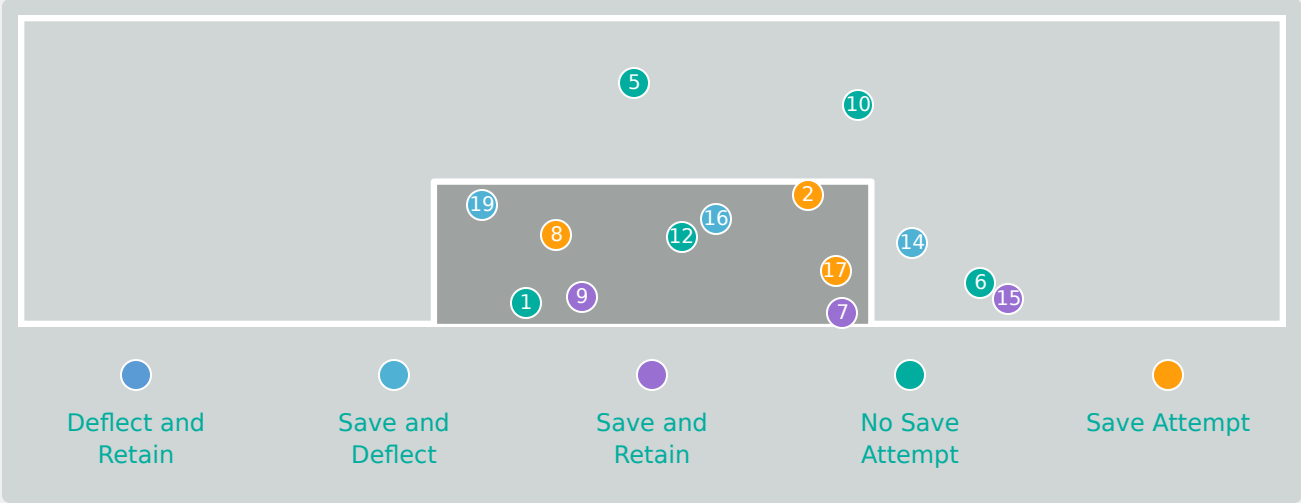 5
10
2
19
16
8
12
14
17
6
9
15
1
7
Deflect and
Retain
Save and
Deflect
Save and
Retain
No Save
Attempt
Save Attempt